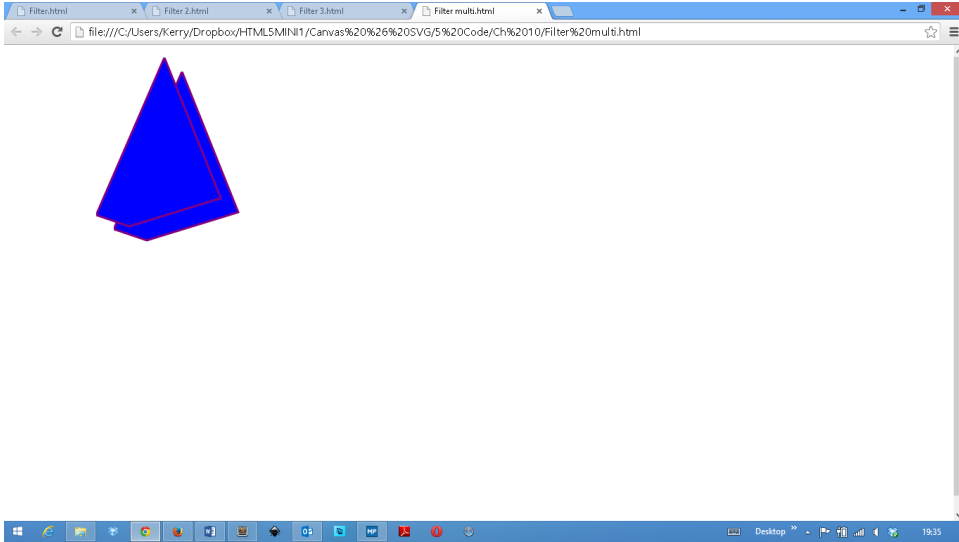 Filter.html
Filter 2.html
Filter 3.html
Filter multi.html
file:///C:/Users/Kerry/Dropbox/HTML5MINI1/Canvas%20%26%20SVG/5%20Code/Ch%2010/Filter%20multi.html
Desktop
19:35